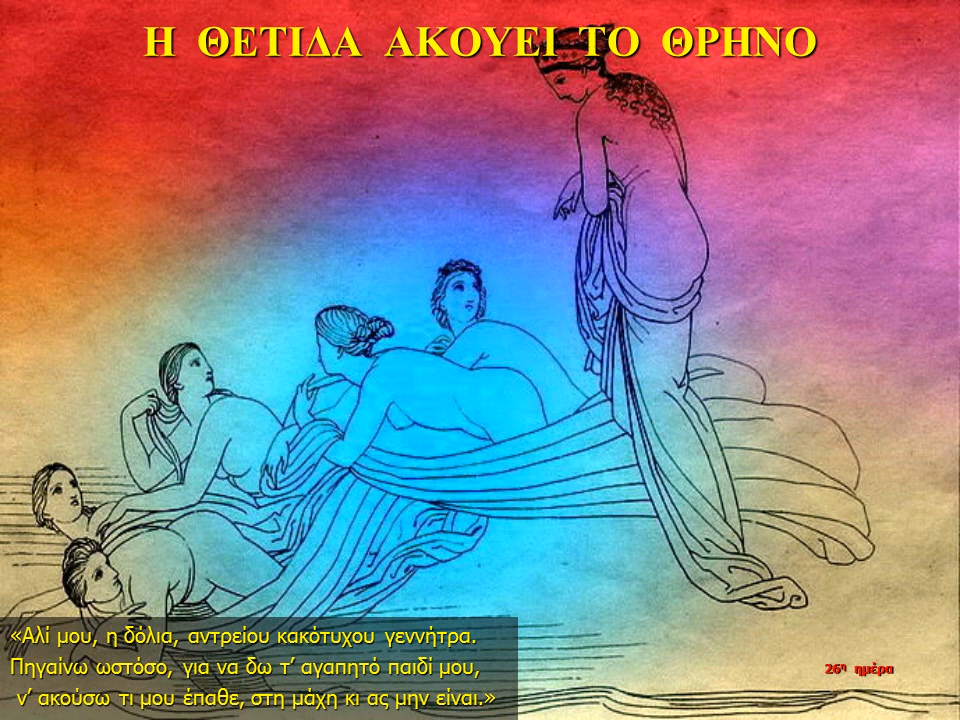 Η ΘΕΤΙΔΑ ΑΚΟΥΕΙ ΤΟ ΘΡΗΝΟ
«Αλί μου, η δόλια, αντρείου κακότυχου γεννήτρα.
Πηγαίνω ωστόσο, για να δω τ’ αγαπητό παιδί μου,
ν’ ακούσω τι μου έπαθε, στη μάχη κι ας μην είναι.»
26η ημέρα